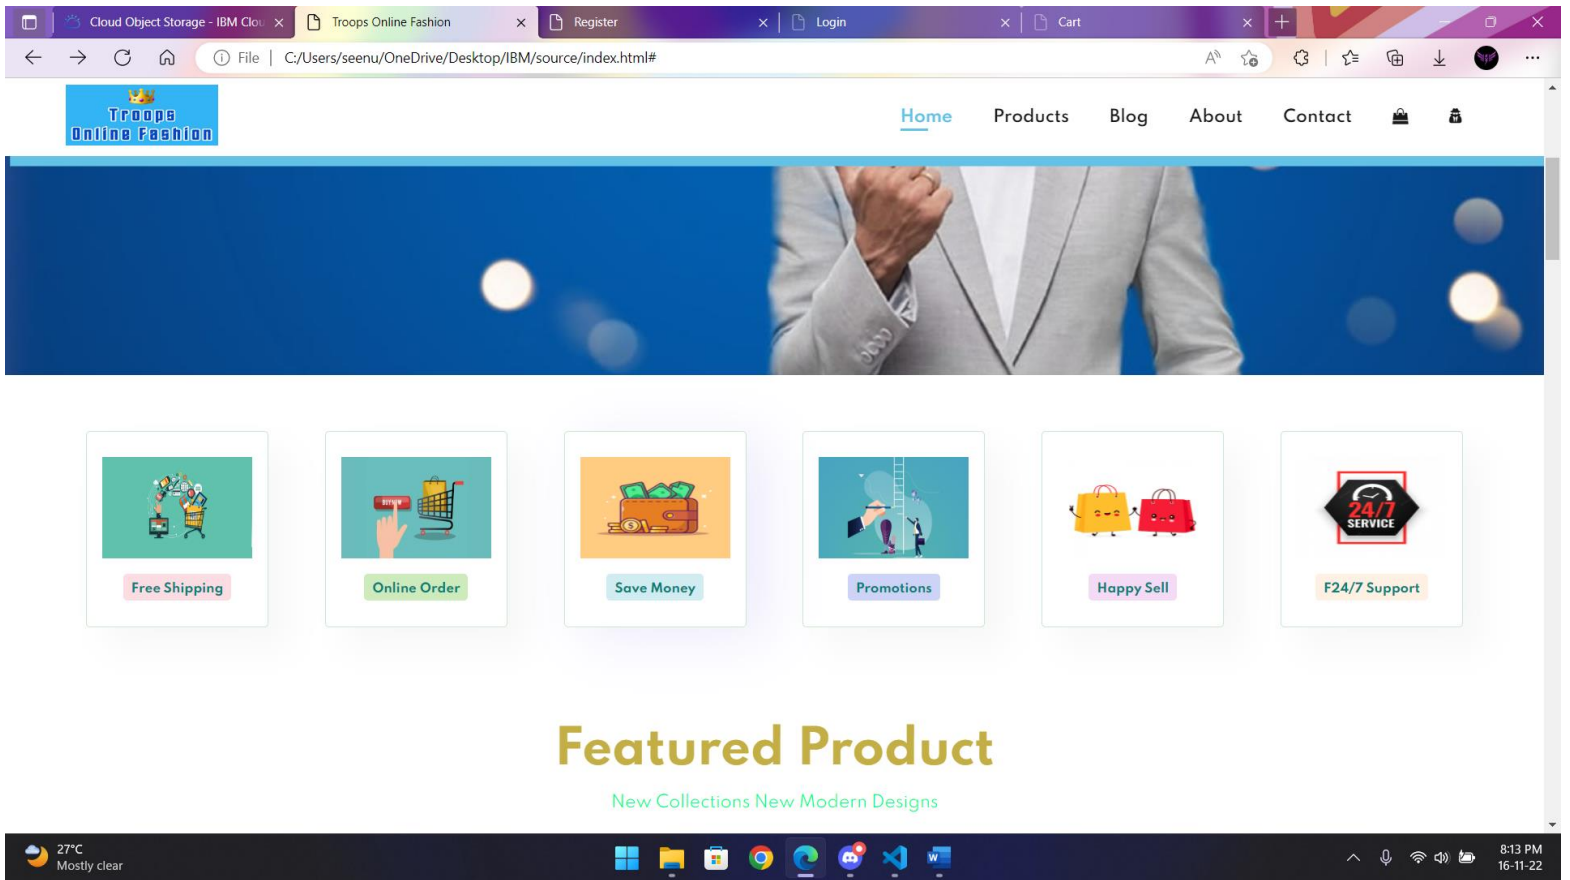 Cloud Object Storage - IBM Clou
Troops Online Fashion
Register
Login
Cart
File
C:/Users/seenu/OneDrive/Desktop/IBM/source/index.html#
Troops
Online Fashion
Home
Products
Blog
About
Contact
24/7
SERVICE
Free Shipping
Online Order
Save Money
Promotions
Happy Sell
F24/7 Support
Featured Product
New Collections New Modern Designs
27°C
Mostly clear
8:13 PM
16-11-22